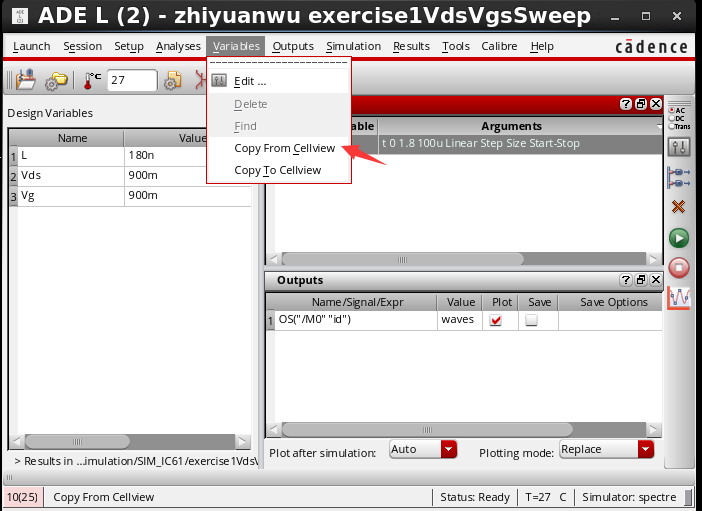 ADE L (2) - zhiyuanwu exercise1VdsVgsSweep
Launch Session Setup Analyses Variables Outputs Simulation Results Tools Calibre Help cādence
27
Edit ...
Delete
Find
Copy From Cellview
Copy To Cellview
Design Variables
Name Value
1 L 180n
2 Vds 900m
3 Vg 900m
able Arguments
t 0 1.8 100u Linear Step Size Start-Stop
AC
DC
Trans
Outputs
Name/Signal/Expr Value Plot Save Save Options
1 OS("/M0" "id") waves
Plot after simulation: Auto Plotting mode: Replace
> Results in ...imulation/SIM_IC61/exercise1VdsV
10(25) Copy From Cellview Status: Ready T=27 C Simulator: spectre